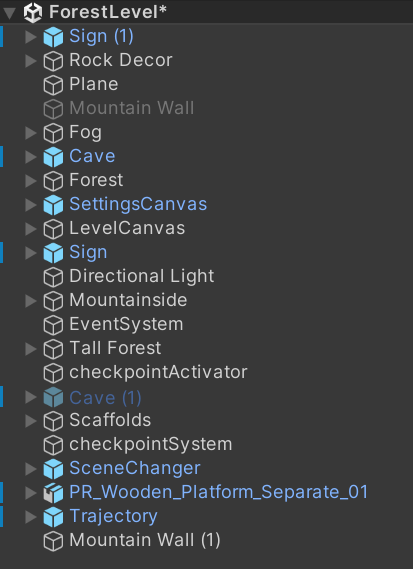 ForestLevel*
Sign (1)
Rock Decor
Plane
Mountain Wall
Fog
Cave
Forest
SettingsCanvas
LevelCanvas
Sign
Directional Light
Mountainside
EventSystem
Tall Forest
checkpointActivator
Cave (1)
Scaffolds
checkpointSystem
SceneChanger
PR_Wooden_Platform_Separate_01
Trajectory
Mountain Wall (1)